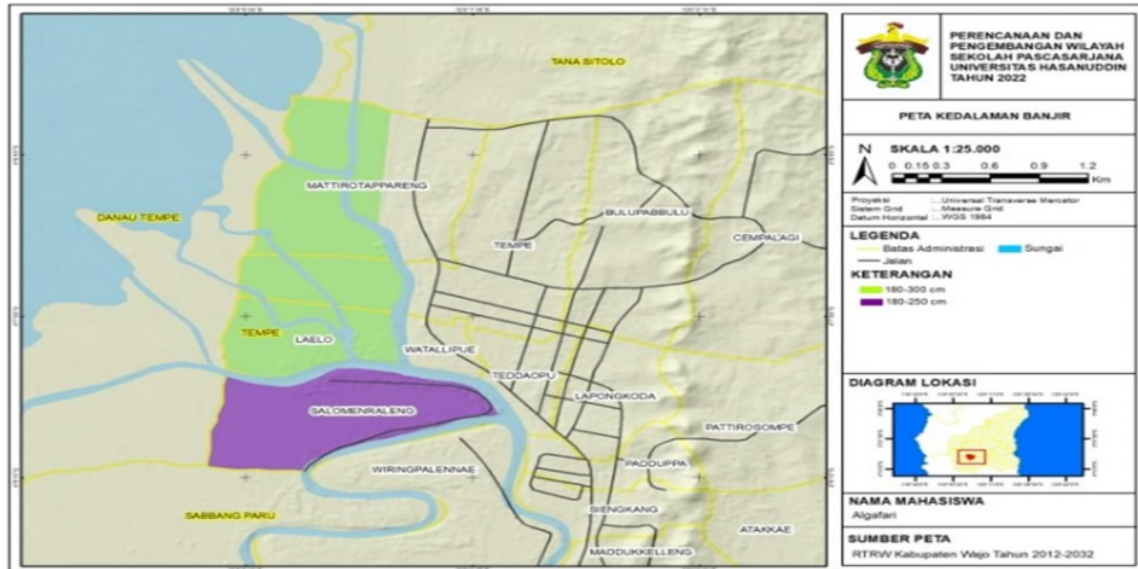 TANA SITOLO
MATTIROTAPPARENG
DANAU TEMPE
BULUPABBULU
CEMPALAGI
TEMPE
TEMPE
LAELO
WATALLIPUE
TEDDAOPU
LAPONGKODA
SALOMENRALENG
PATTIROSOMPE
WIRINGPALENNAE
PADDUPPA
SABBANG PARU
SIENGKANG
ATAKKAE
MADDUKKELLENG
PERENCANAAN DAN
PENGEMBANGAN WILAYAH
SEKOLAH PASCASARJANA
UNIVERSITAS HASANUDDIN
TAHUN 2022
PETA KEDALAMAN BANJIR
N
SKALA 1:25.000
0 0.15 0.3 0.6 0.9 1.2
Km
Proyeksi : Universal Transverse Mercator
Sistem Grid : Measure Grid
Datum Horizontal : WGS 1984
LEGENDA
Batas Administrasi Sungai
Jalan
KETERANGAN
180-300 cm
180-250 cm
DIAGRAM LOKASI
NAMA MAHASISWA
Algafari
SUMBER PETA
RTRW Kabupaten Wajo Tahun 2012-2032